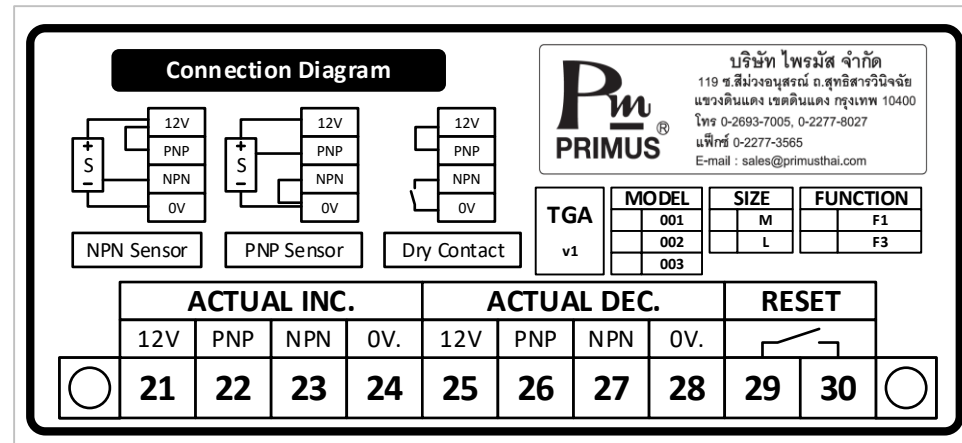 Connection Diagram
12V
PNP
NPN
0V
+
S
−
NPN Sensor
12V
PNP
NPN
0V
+
S
−
PNP Sensor
12V
PNP
NPN
0V
Dry Contact
Pm
PRIMUS ®
บริษัท ไพรมัส จำกัด
119 ซ.สีม่วงอนุสรณ์ ถ.สุทธิสารวินิจฉัย
แขวงดินแดง เขตดินแดง กรุงเทพ 10400
โทร 0-2693-7005, 0-2277-8027
แฟ็กซ์ 0-2277-3565
E-mail : sales@primusthai.com
TGA
v1
MODEL
001
002
003
SIZE
M
L
FUNCTION
F1
F3
ACTUAL INC. ACTUAL DEC. RESET
12V PNP NPN 0V. 12V PNP NPN 0V.
21 22 23 24 25 26 27 28 29 30